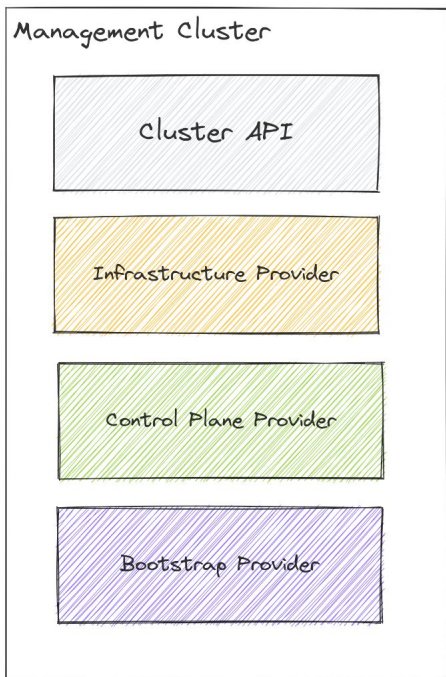 Management Cluster
Cluster API
Infrastructure Provider
Control Plane Provider
Bootstrap Provider